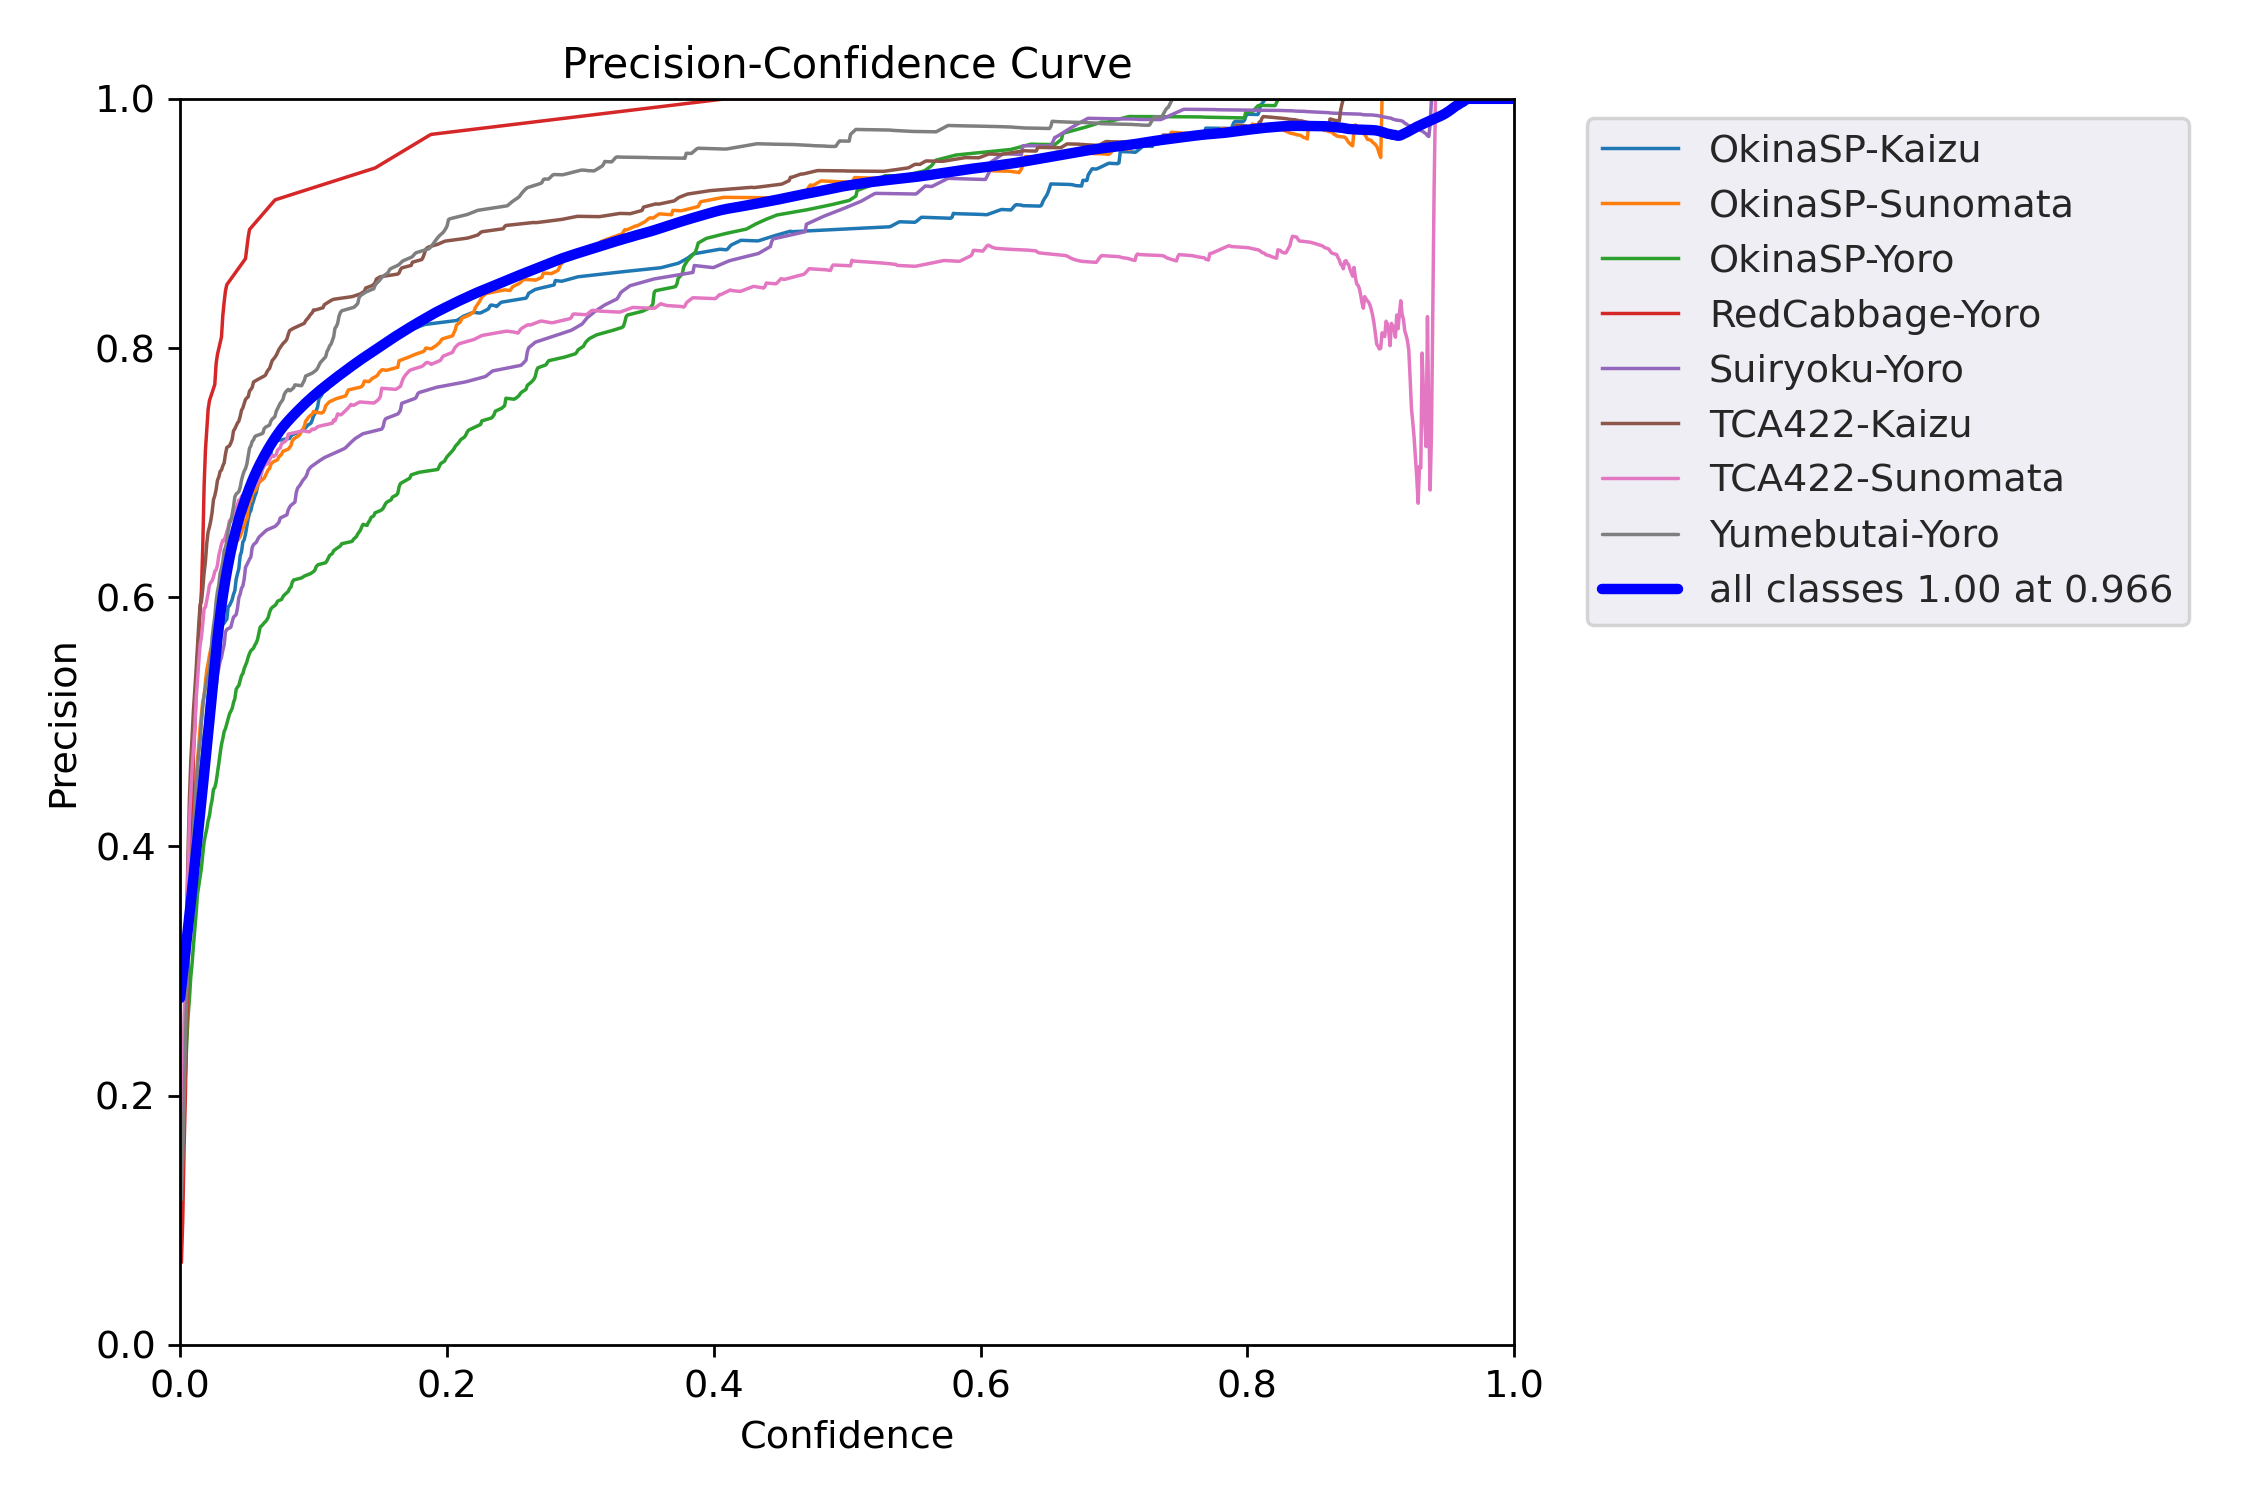 Precision-Confidence Curve
1.0
0.8
0.6
0.4
0.2
0.0
Precision
0.0 0.2 0.4 0.6 0.8 1.0
Confidence
OkinaSP-Kaizu
OkinaSP-Sunomata
OkinaSP-Yoro
RedCabbage-Yoro
Suiryoku-Yoro
TCA422-Kaizu
TCA422-Sunomata
Yumebutai-Yoro
all classes 1.00 at 0.966